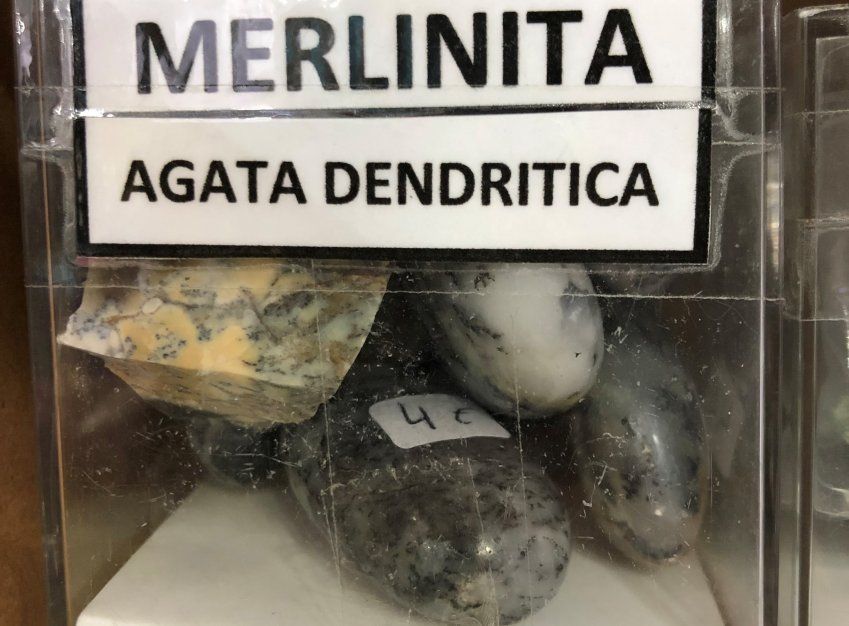 MERLINITA
AGATA DENDRITICA
4 €